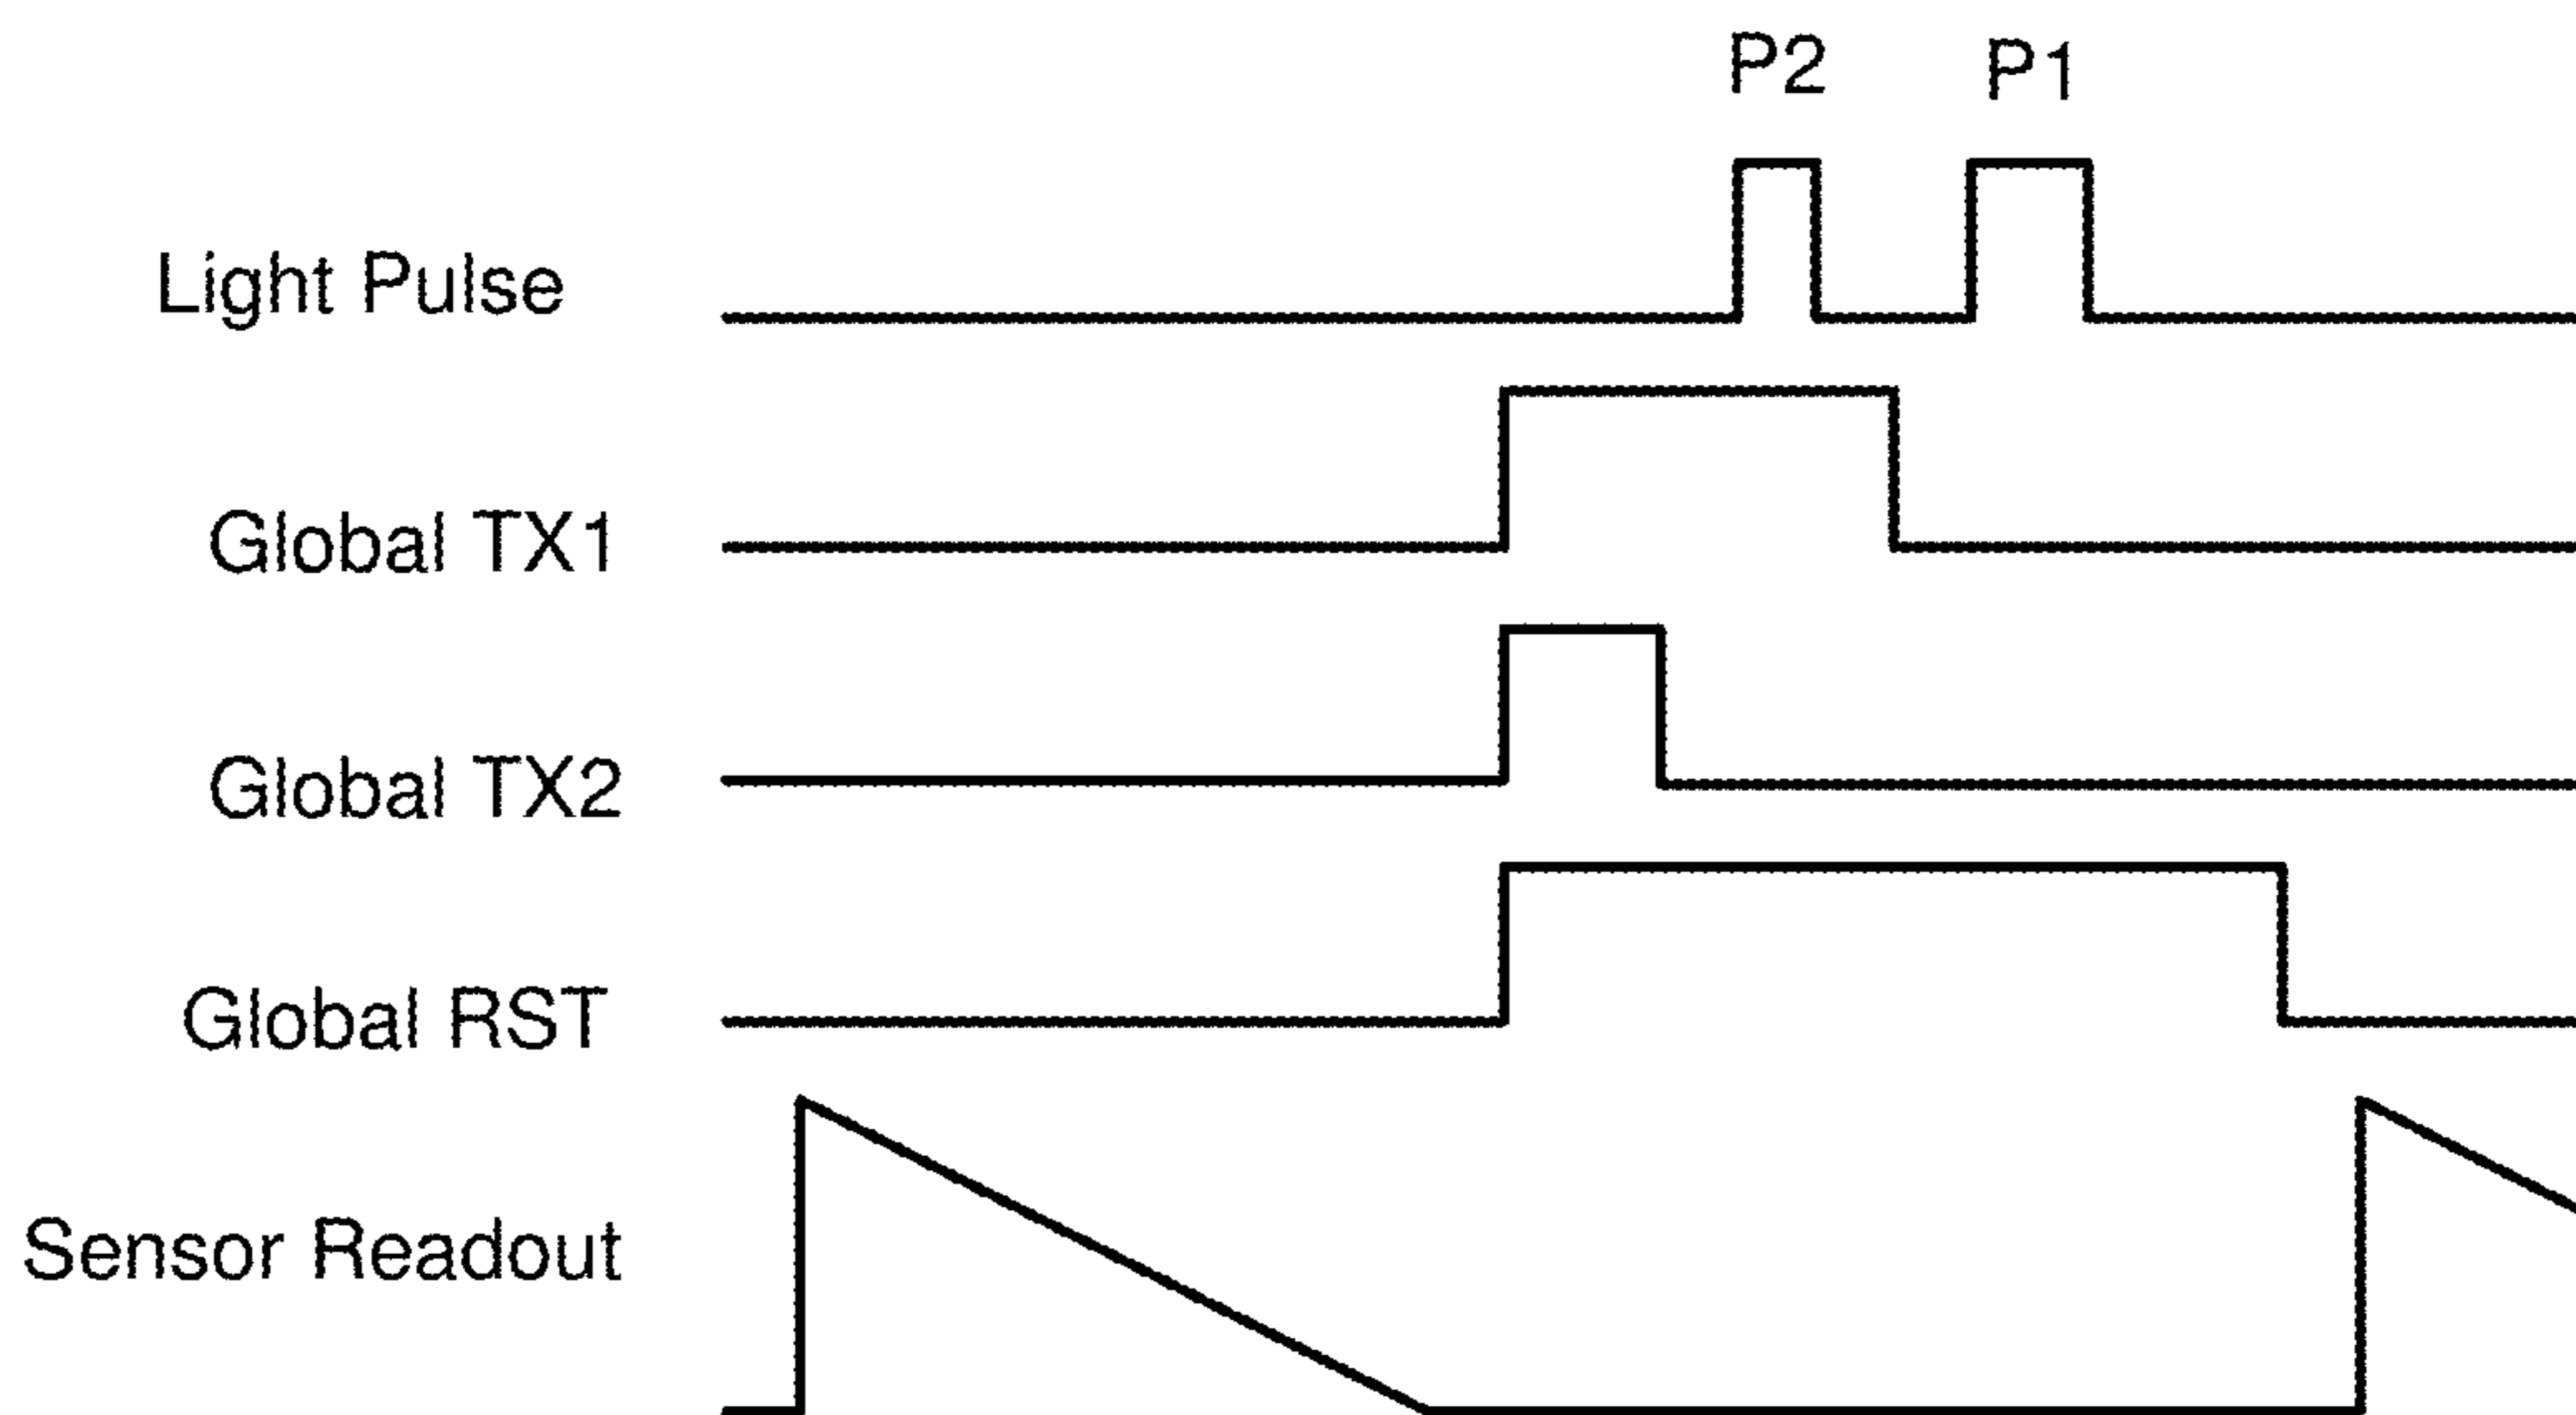 P2 P1
Light Pulse
Global TX1
Global TX2
Global RST
Sensor Readout